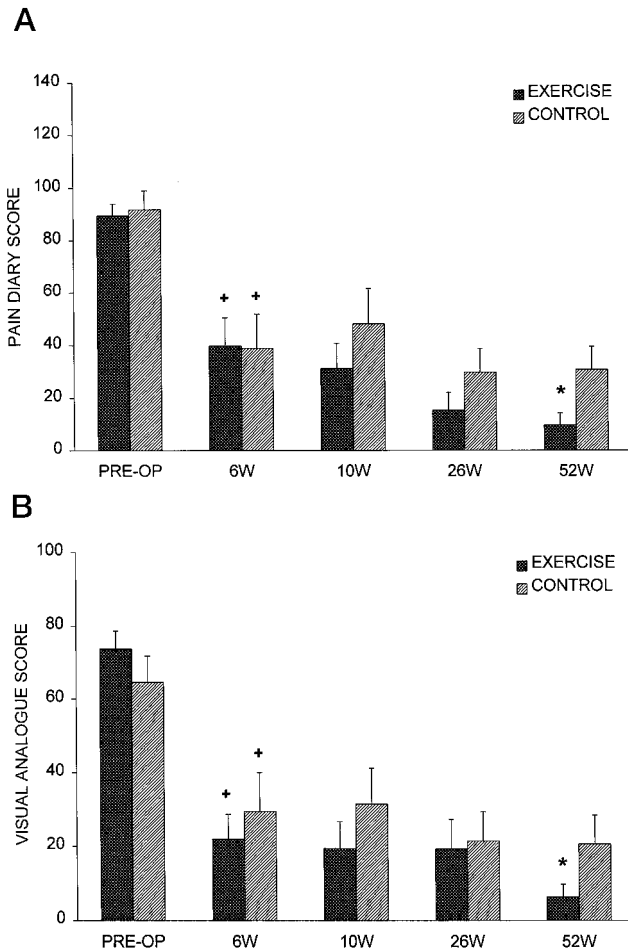 A
140
120
100
80
60
40
20
0
PAIN DIARY SCORE
EXERCISE
CONTROL
+ +
*
PRE-OP 6W 10W 26W 52W
B
100
80
60
40
20
0
VISUAL ANALOGUE SCORE
EXERCISE
CONTROL
+ +
*
PRE-OP 6W 10W 26W 52W